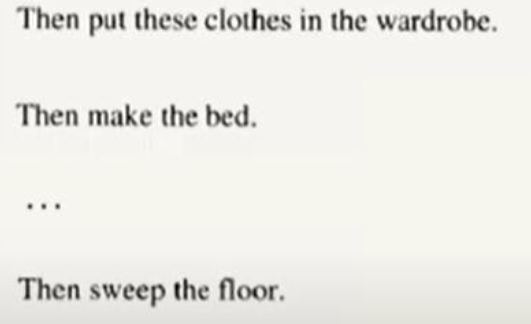 Then put these clothes in the wardrobe.
Then make the bed.
...
Then sweep the floor.